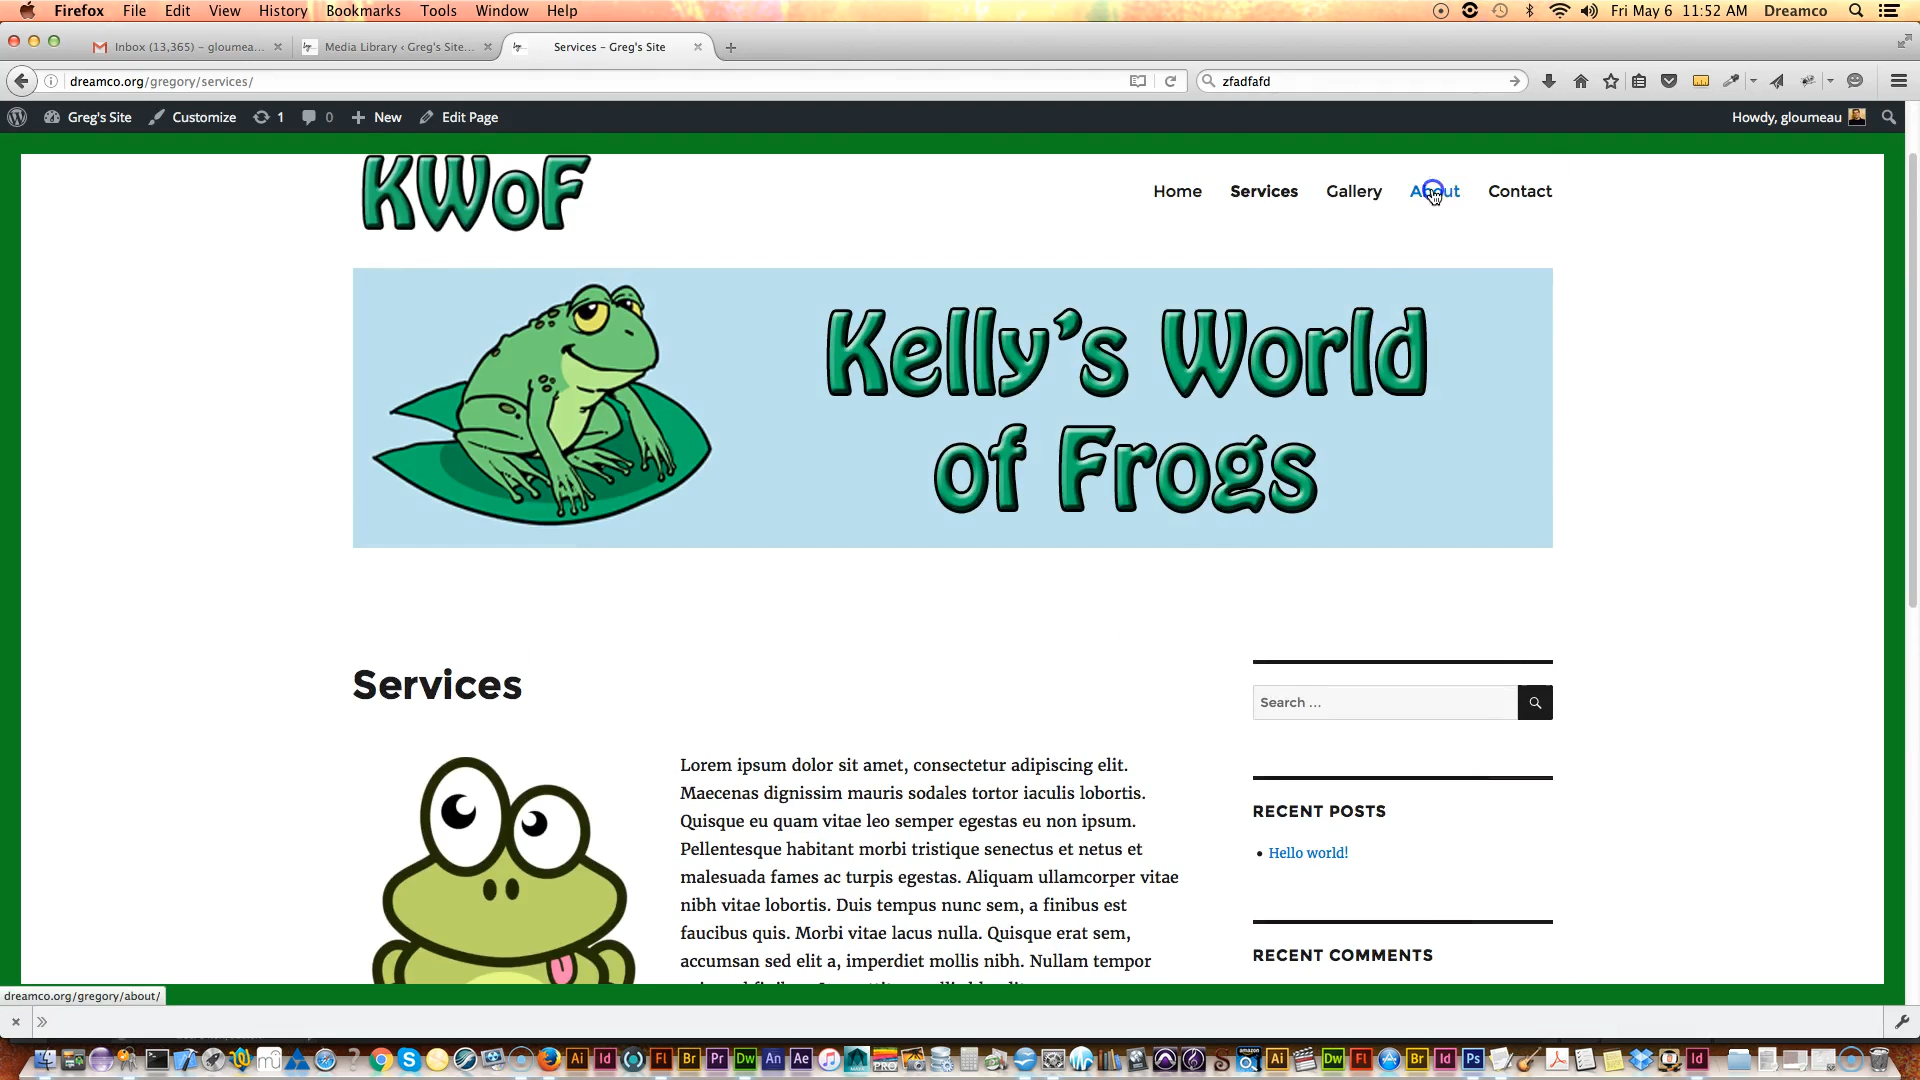 Firefox File Edit View History Bookmarks Tools Window Help Fri May 6 11:52 AM Dreamco
Inbox (13,365) – gloumea... Media Library ‹ Greg's Site... Services – Greg's Site
dreamco.org/gregory/services/ zfadfafd
Greg's Site Customize 1 0 New Edit Page Howdy, gloumeau
KWoF
Home Services Gallery About Contact
Kelly's World
of Frogs
Services
Search ...
Lorem ipsum dolor sit amet, consectetur adipiscing elit.
Maecenas dignissim mauris sodales tortor iaculis lobortis.
Quisque eu quam vitae leo semper egestas eu non ipsum.
Pellentesque habitant morbi tristique senectus et netus et
malesuada fames ac turpis egestas. Aliquam ullamcorper vitae
nibh vitae lobortis. Duis tempus nunc sem, a finibus est
faucibus quis. Morbi vitae lacus nulla. Quisque erat sem,
accumsan sed elit a, imperdiet mollis nibh. Nullam tempor
RECENT POSTS
Hello world!
RECENT COMMENTS
dreamco.org/gregory/about/